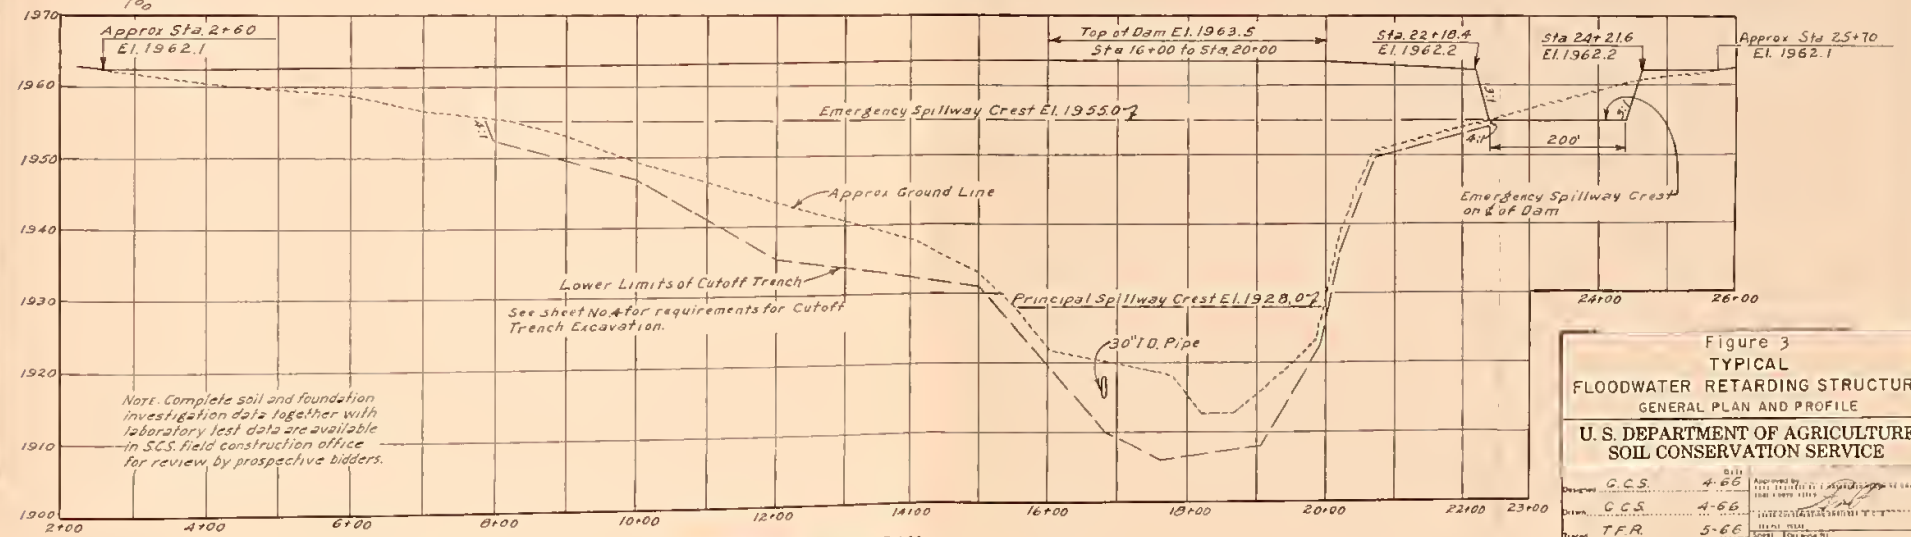 1970
1960
1950
1940
1930
1920
1910
1900
Approx Sta. 2+60
El. 1962.1
Top of Dam El. 1963.5
Sta 16+00 to Sta. 20+00
Sta. 22+18.4
El. 1962.2
Sta 24+21.6
El. 1962.2
Approx Sta 25+70
El. 1962.1
Emergency Spillway Crest El. 1955.0
200'
Approx Ground Line
Emergency Spillway Crest
on ℄ of Dam
Lower Limits of Cutoff Trench
See sheet No. 4 for requirements for Cutoff
Trench Excavation.
Principal Spillway Crest El. 1928.0
30" I.D. Pipe
NOTE: Complete soil and foundation
investigation data together with
laboratory test data are available
in S.C.S. field construction office
for review by prospective bidders.
24+00 26+00
2+00 4+00 6+00 8+00 10+00 12+00 14+00 16+00 18+00 20+00 22+00 23+00
Figure 3
TYPICAL
FLOODWATER RETARDING STRUCTUR
GENERAL PLAN AND PROFILE
U. S. DEPARTMENT OF AGRICULTURE
SOIL CONSERVATION SERVICE
Date
Designed G.C.S. 4-66
Approved by
Drawn G.C.S. 4-66
Traced T.F.R. 5-66